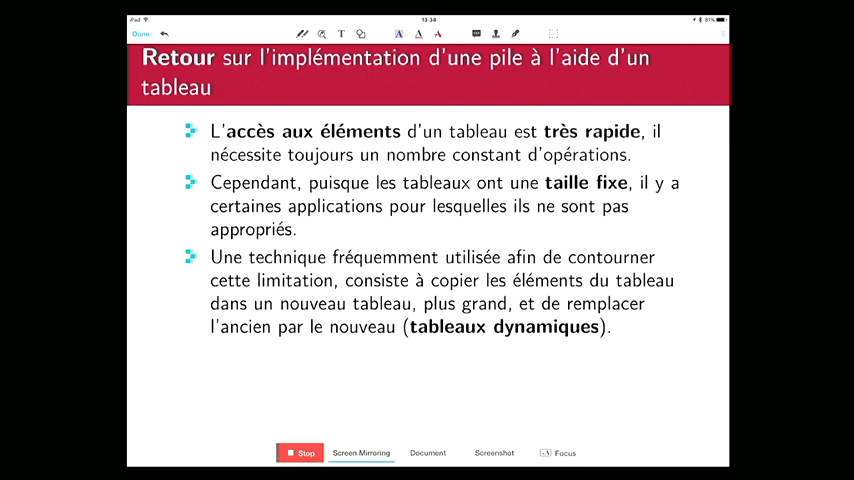 iPad
13:38
81%
Done
T
A
A
A
Retour sur l'implémentation d'une pile à l'aide d'un
tableau
L'accès aux éléments d'un tableau est très rapide, il
nécessite toujours un nombre constant d'opérations.
Cependant, puisque les tableaux ont une taille fixe, il y a
certaines applications pour lesquelles ils ne sont pas
appropriés.
Une technique fréquemment utilisée afin de contourner
cette limitation, consiste à copier les éléments du tableau
dans un nouveau tableau, plus grand, et de remplacer
l'ancien par le nouveau (tableaux dynamiques).
Stop
Screen Mirroring
Document
Screenshot
A
Focus